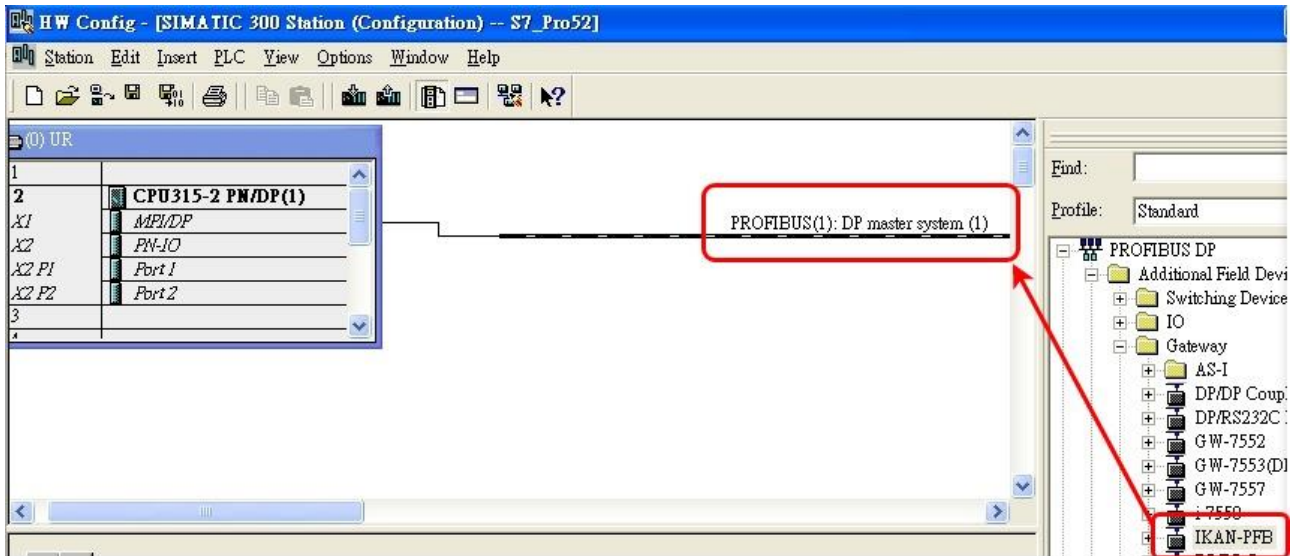 HW Config - [SIMATIC 300 Station (Configuration) -- S7_Pro52]
Station Edit Insert PLC View Options Window Help
(0) UR
1
2 CPU315-2 PN/DP(1)
X1 MPI/DP
X2 PN-IO
X2 P1 Port 1
X2 P2 Port 2
3
PROFIBUS(1): DP master system (1)
Find:
Profile: Standard
PROFIBUS DP
Additional Field Devi
Switching Device
IO
Gateway
AS-I
DP/DP Coupl
DP/RS232C
GW-7552
GW-7553(DP
GW-7557
i-7550
IKAN-PFB